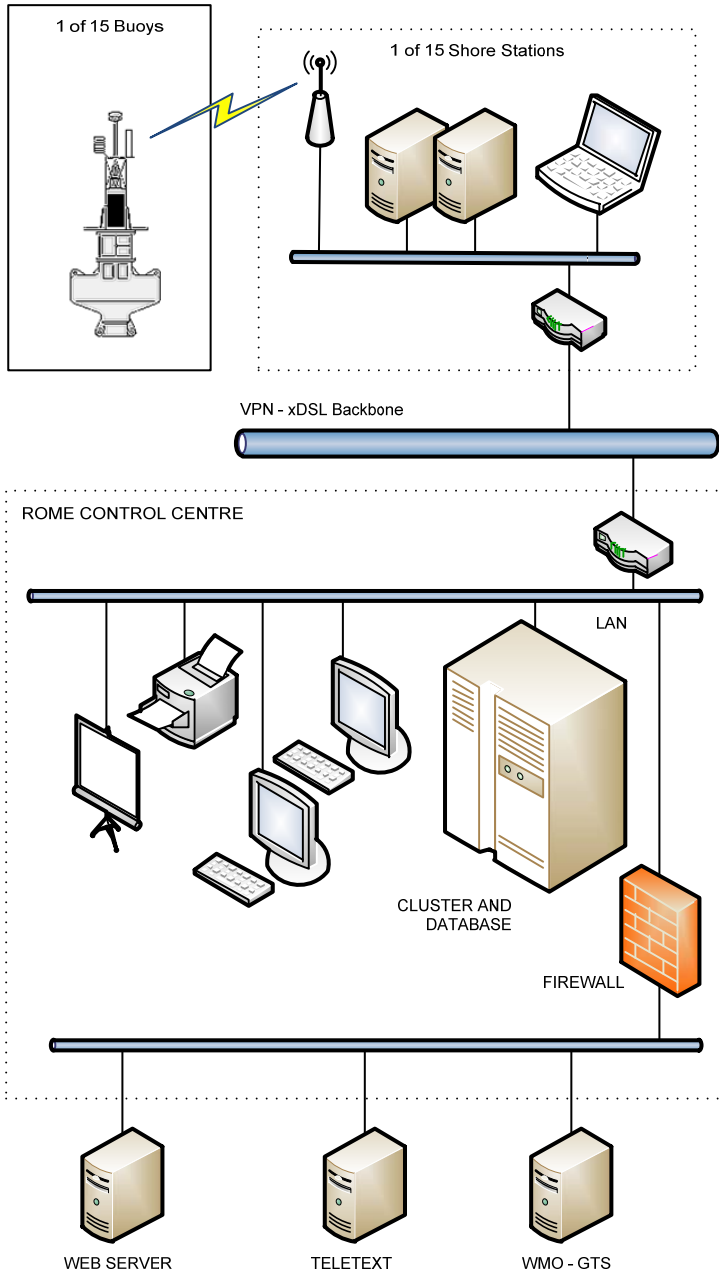 1 of 15 Buoys
1 of 15 Shore Stations
VPN - xDSL Backbone
ROME CONTROL CENTRE
LAN
CLUSTER AND
DATABASE
FIREWALL
WEB SERVER
TELETEXT
WMO - GTS